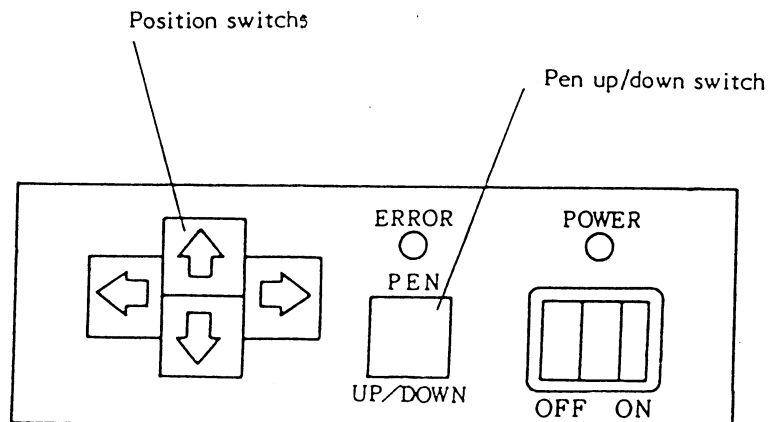 Position switchs
Pen up/down switch
ERROR
POWER
PEN
UP/DOWN
OFF ON